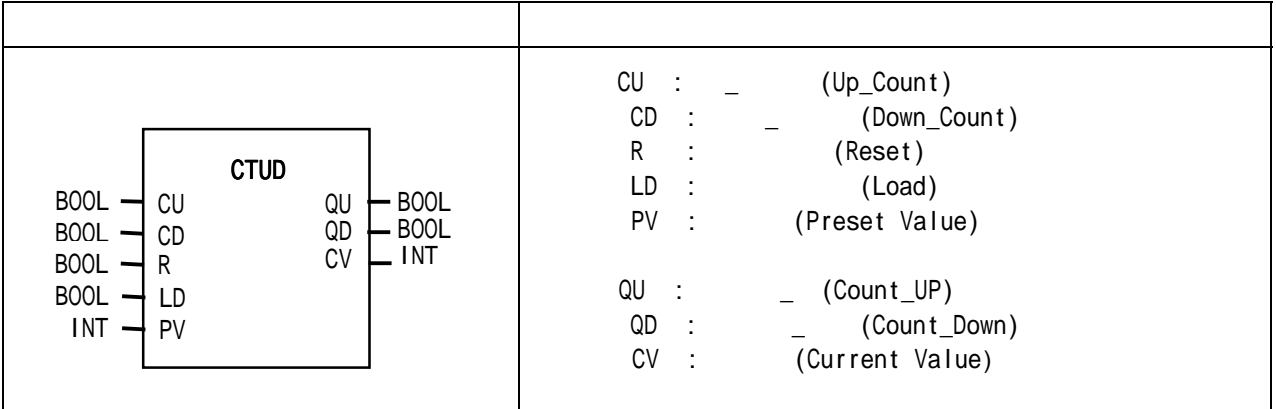 CTUD
BOOL CU QU BOOL
BOOL CD QD BOOL
BOOL R CV INT
BOOL LD
INT PV
CU : _ (Up_Count)
CD : _ (Down_Count)
R : (Reset)
LD : (Load)
PV : (Preset Value)
QU : _ (Count_UP)
QD : _ (Count_Down)
CV : (Current Value)